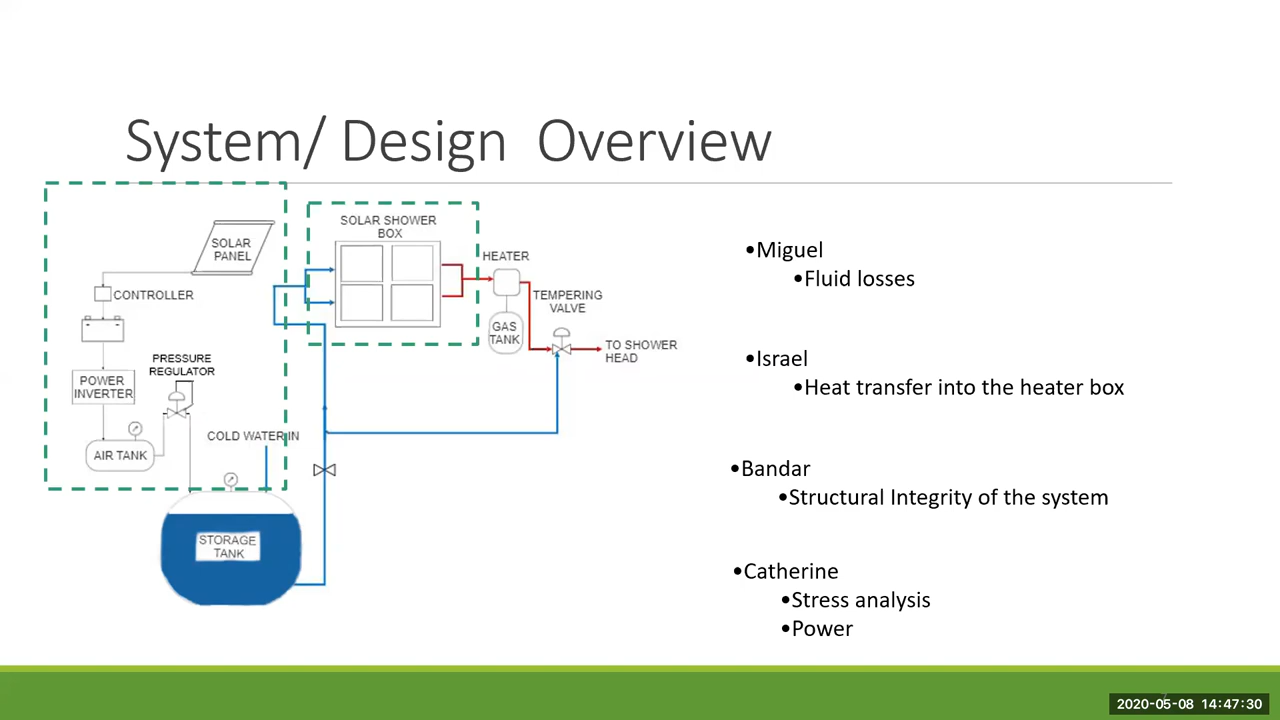 System/ Design  Overview
SOLAR
PANEL
CONTROLLER
POWER
INVERTER
PRESSURE
REGULATOR
AIR TANK
COLD WATER IN
STORAGE
TANK
SOLAR SHOWER
BOX
HEATER
GAS
TANK
TEMPERING
VALVE
TO SHOWER
HEAD
•Miguel
•Fluid losses
•Israel
•Heat transfer into the heater box
•Bandar
•Structural Integrity of the system
•Catherine
•Stress analysis
•Power
2020-05-08 14:47:30